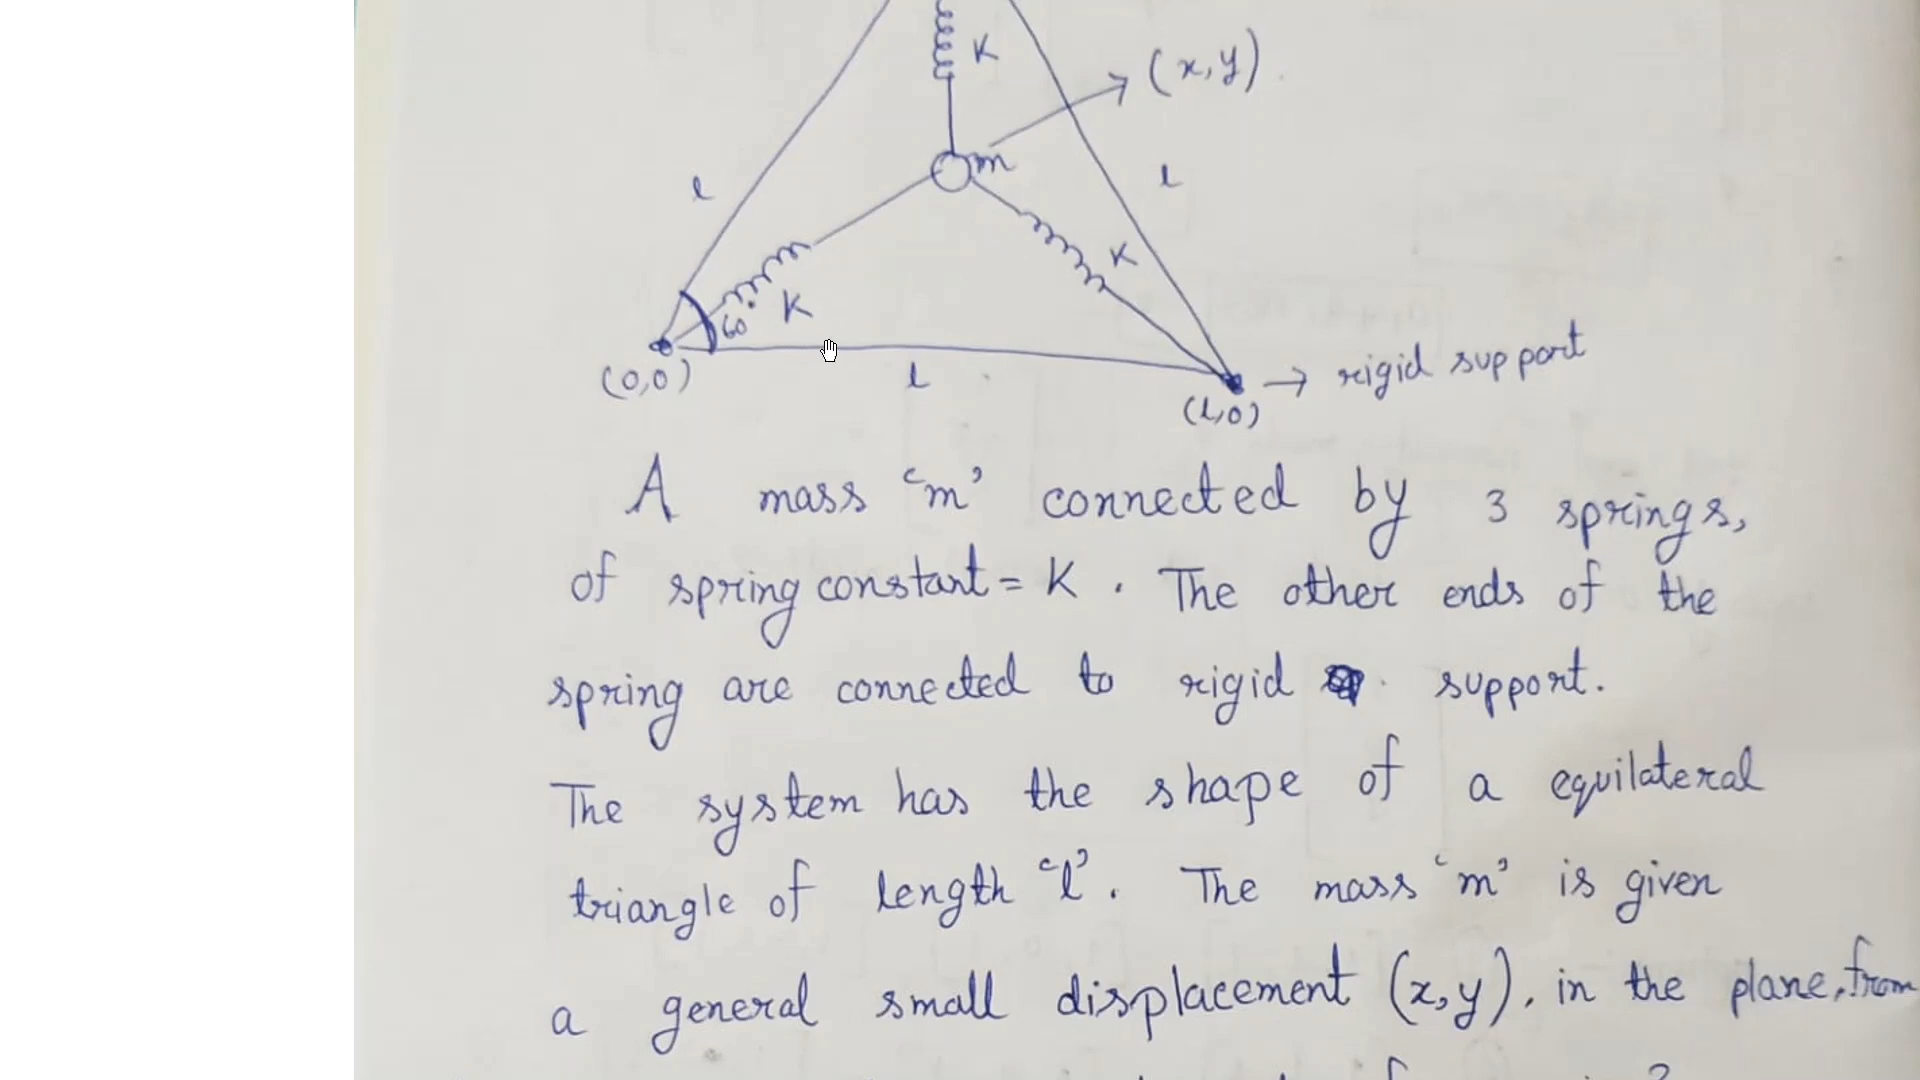 K
(x,y)
m
l
l
K
60°
K
(0,0)
l
→ rigid support
(l,0)
A mass ‘m’ connected by 3 springs,
of spring constant = K . The other ends of the
spring are connected to rigid support.
The system has the shape of a equilateral
triangle of length ‘l’. The mass ‘m’ is given
a general small displacement (x,y), in the plane, from